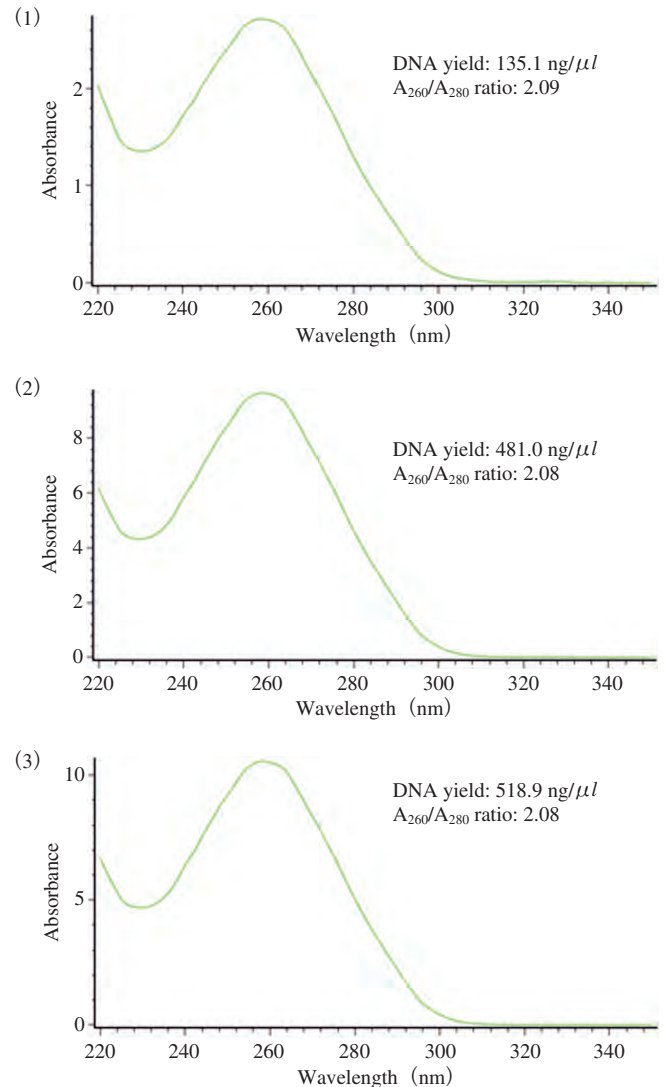 (1)
DNA yield: 135.1 ng/μl
A260/A280 ratio: 2.09
Absorbance
2
1
0
220 240 260 280 300 320 340
Wavelength (nm)
(2)
DNA yield: 481.0 ng/μl
A260/A280 ratio: 2.08
Absorbance
8
6
4
2
0
220 240 260 280 300 320 340
Wavelength (nm)
(3)
DNA yield: 518.9 ng/μl
A260/A280 ratio: 2.08
Absorbance
10
5
0
220 240 260 280 300 320 340
Wavelength (nm)